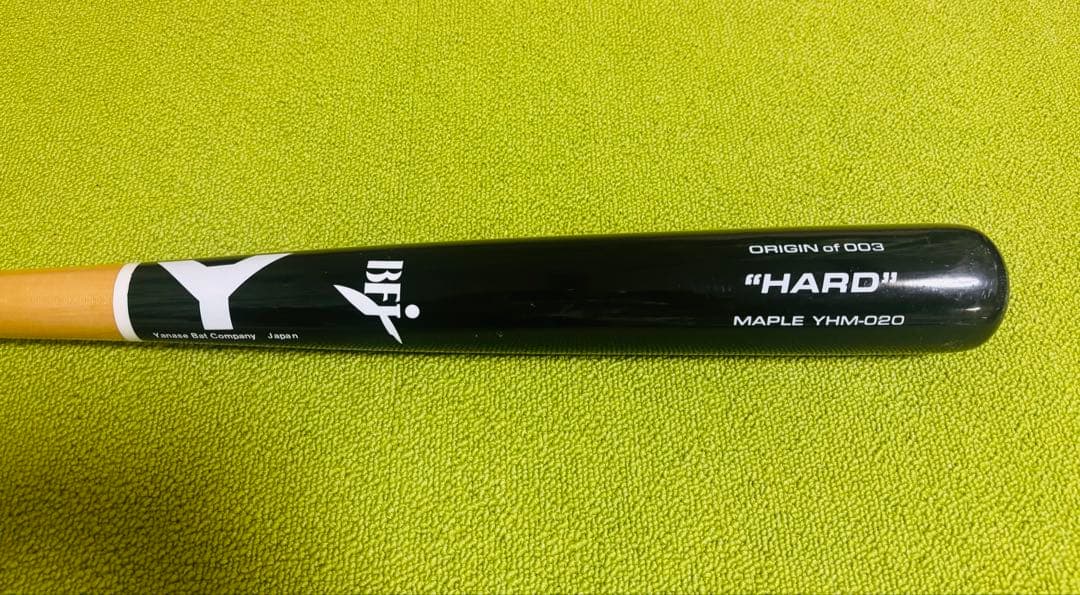 Y
Yanase Bat Company Japan
BFJ
ORIGIN of 003
“HARD”
MAPLE YHM-020